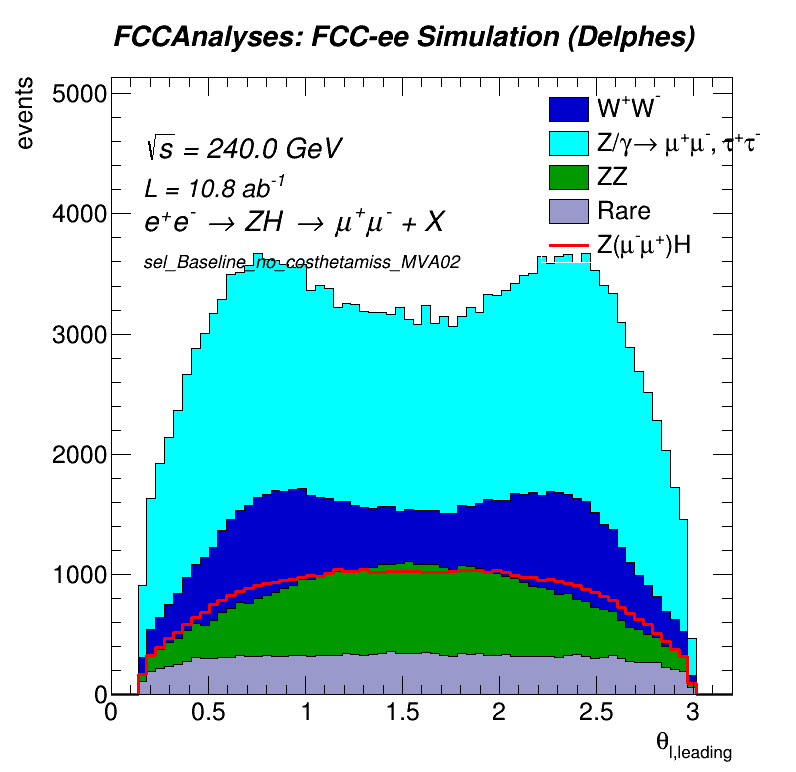 FCCAnalyses: FCC-ee Simulation (Delphes)
events
√s = 240.0 GeV
L = 10.8 ab⁻¹
e⁺e⁻ → ZH → μ⁺μ⁻ + X
sel_Baseline_no_costhetamiss_MVA02
W⁺W⁻
Z/γ→ μ⁺μ⁻, τ⁺τ⁻
ZZ
Rare
Z(μ⁻μ⁺)H
5000
4000
3000
2000
1000
0
0 0.5 1 1.5 2 2.5 3
θl,leading